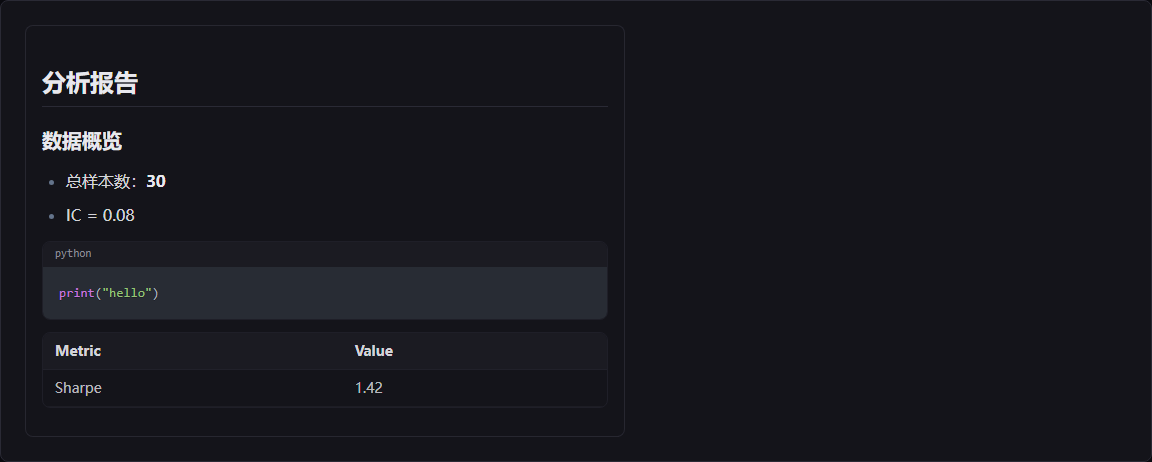 分析报告
数据概览
总样本数：30
IC = 0.08
python
print("hello")
Metric Value
Sharpe 1.42